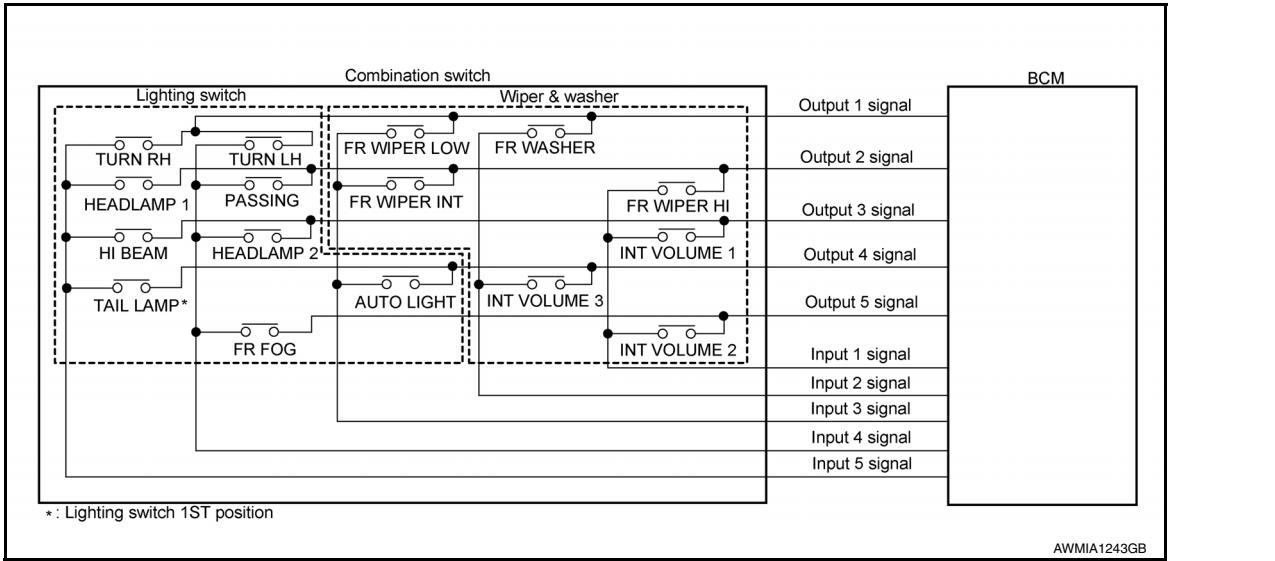 Combination switch
BCM
Lighting switch
Wiper & washer
Output 1 signal
TURN RH
TURN LH
FR WIPER LOW
FR WASHER
Output 2 signal
HEADLAMP 1
PASSING
FR WIPER INT
FR WIPER HI
Output 3 signal
HI BEAM
HEADLAMP 2
INT VOLUME 1
Output 4 signal
TAIL LAMP*
AUTO LIGHT
INT VOLUME 3
Output 5 signal
FR FOG
INT VOLUME 2
Input 1 signal
Input 2 signal
Input 3 signal
Input 4 signal
Input 5 signal
* : Lighting switch 1ST position
AWMIA1243GB